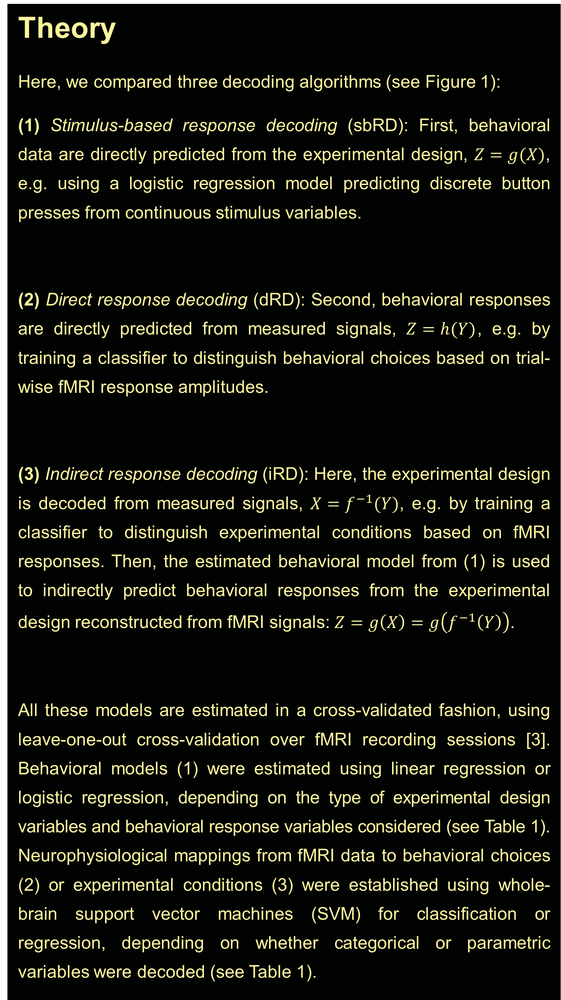 Theory
Here, we compared three decoding algorithms (see Figure 1):
(1) Stimulus-based response decoding (sbRD): First, behavioral
data are directly predicted from the experimental design, Z = g(X),
e.g. using a logistic regression model predicting discrete button
presses from continuous stimulus variables.
(2) Direct response decoding (dRD): Second, behavioral responses
are directly predicted from measured signals, Z = h(Y), e.g. by
training a classifier to distinguish behavioral choices based on trial-
wise fMRI response amplitudes.
(3) Indirect response decoding (iRD): Here, the experimental design
is decoded from measured signals, X = f⁻¹(Y), e.g. by training a
classifier to distinguish experimental conditions based on fMRI
responses. Then, the estimated behavioral model from (1) is used
to indirectly predict behavioral responses from the experimental
design reconstructed from fMRI signals: Z = g(X) = g(f⁻¹(Y)).
All these models are estimated in a cross-validated fashion, using
leave-one-out cross-validation over fMRI recording sessions [3].
Behavioral models (1) were estimated using linear regression or
logistic regression, depending on the type of experimental design
variables and behavioral response variables considered (see Table 1).
Neurophysiological mappings from fMRI data to behavioral choices
(2) or experimental conditions (3) were established using whole-
brain support vector machines (SVM) for classification or
regression, depending on whether categorical or parametric
variables were decoded (see Table 1).